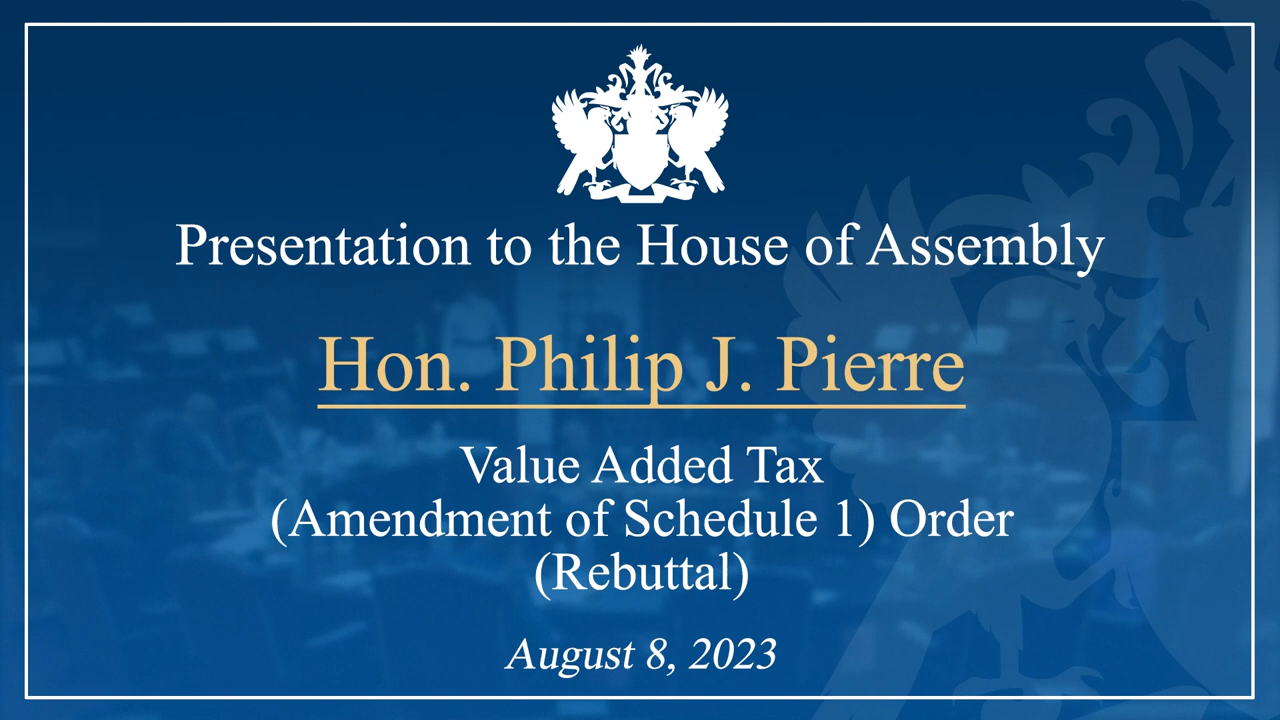 Presentation to the House of Assembly
Hon. Philip J. Pierre
Value Added Tax
(Amendment of Schedule 1) Order
(Rebuttal)
August 8, 2023